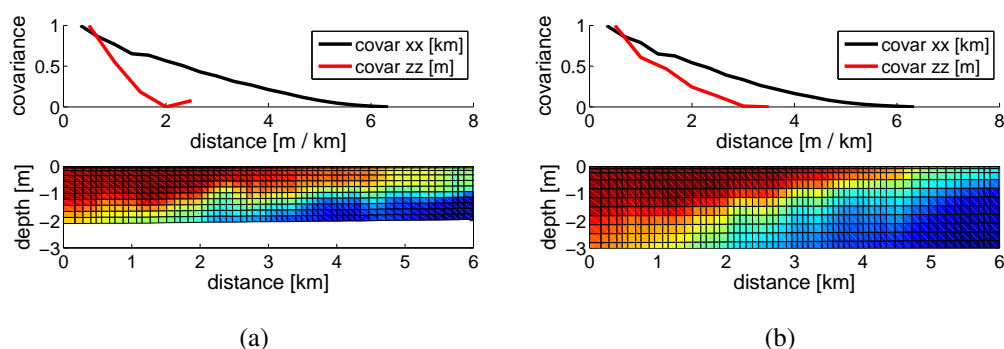 1
0.5
0
covariance
covar xx [km]
covar zz [m]
0 2 4 6 8
distance [m / km]
0
−1
−2
−3
depth [m]
0 1 2 3 4 5 6
distance [km]
(a)
1
0.5
0
covariance
covar xx [km]
covar zz [m]
0 2 4 6 8
distance [m / km]
0
−1
−2
−3
depth [m]
0 1 2 3 4 5 6
distance [km]
(b)